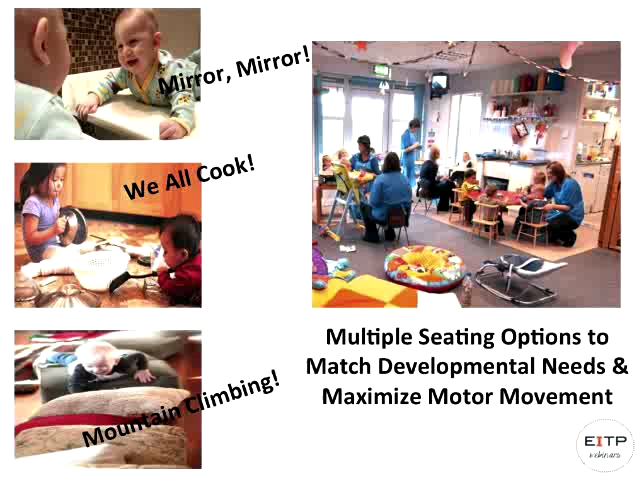 Mirror, Mirror!
We All Cook!
Mountain Climbing!
Multiple Seating Options to
Match Developmental Needs &
Maximize Motor Movement
EITP
webinars